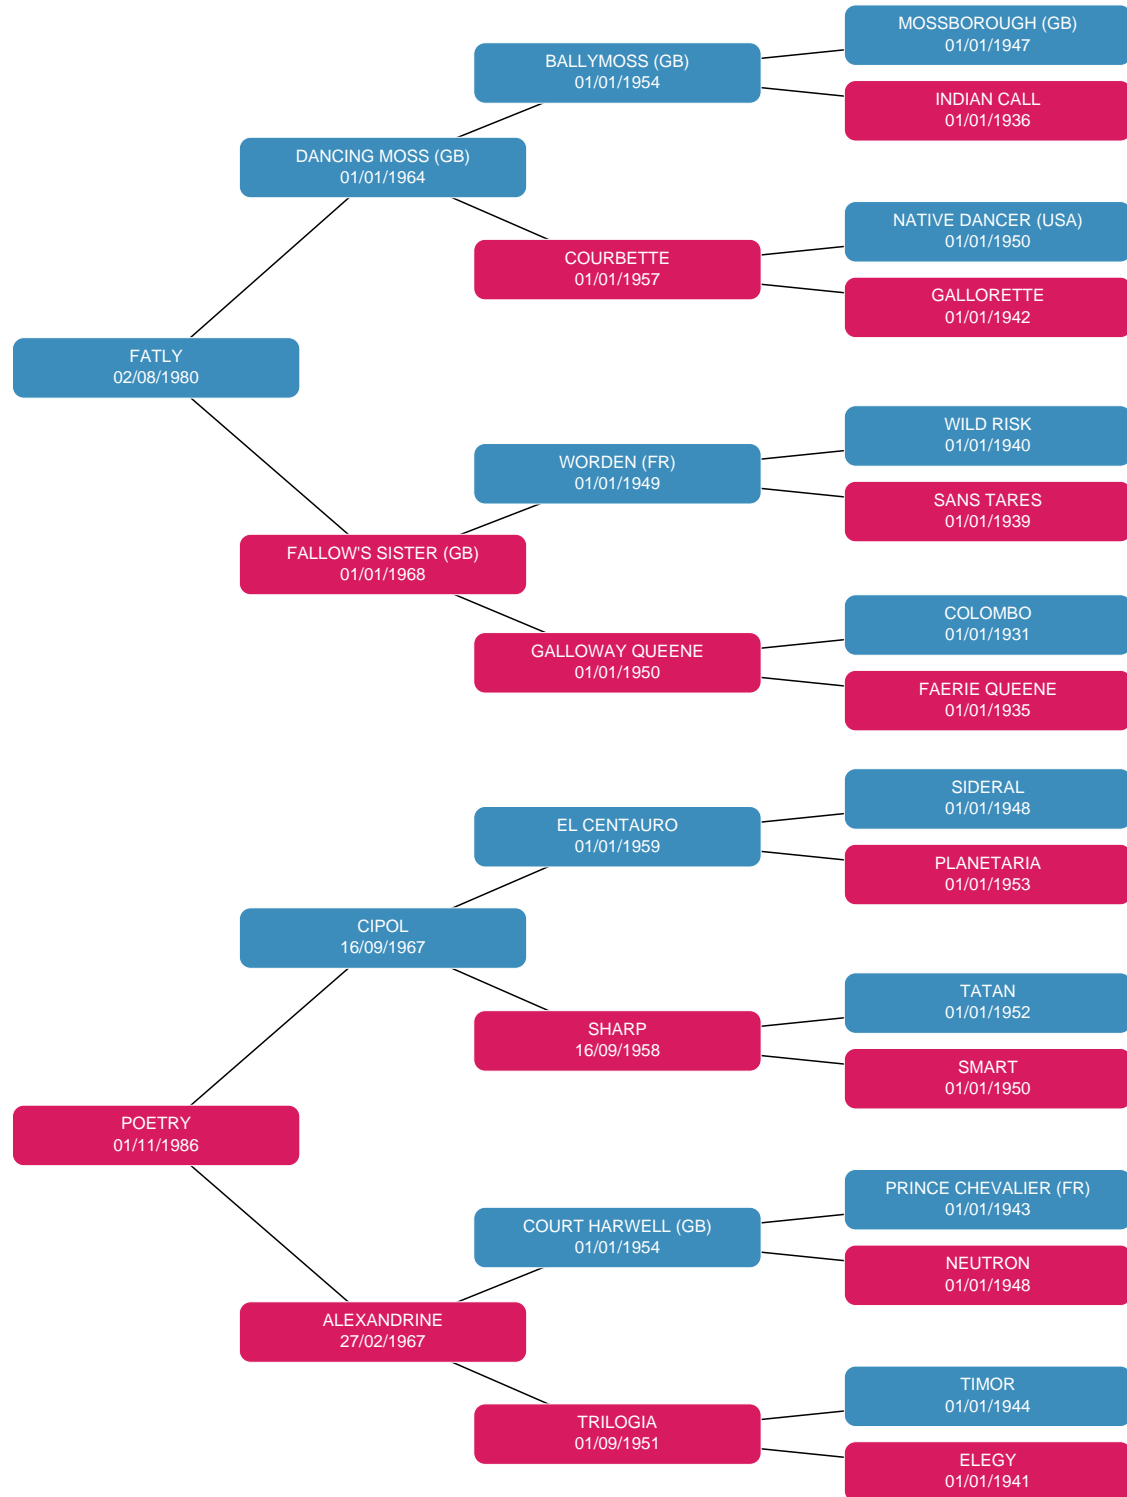 MOSSBOROUGH (GB)
01/01/1947
BALLYMOSS (GB)
01/01/1954
INDIAN CALL
01/01/1936
DANCING MOSS (GB)
01/01/1964
NATIVE DANCER (USA)
01/01/1950
COURBETTE
01/01/1957
GALLORETTE
01/01/1942
FATLY
02/08/1980
WILD RISK
01/01/1940
WORDEN (FR)
01/01/1949
SANS TARES
01/01/1939
FALLOW'S SISTER (GB)
01/01/1968
COLOMBO
01/01/1931
GALLOWAY QUEENE
01/01/1950
FAERIE QUEENE
01/01/1935
SIDERAL
01/01/1948
EL CENTAURO
01/01/1959
PLANETARIA
01/01/1953
CIPOL
16/09/1967
TATAN
01/01/1952
SHARP
16/09/1958
SMART
01/01/1950
POETRY
01/11/1986
PRINCE CHEVALIER (FR)
01/01/1943
COURT HARWELL (GB)
01/01/1954
NEUTRON
01/01/1948
ALEXANDRINE
27/02/1967
TIMOR
01/01/1944
TRILOGIA
01/09/1951
ELEGY
01/01/1941